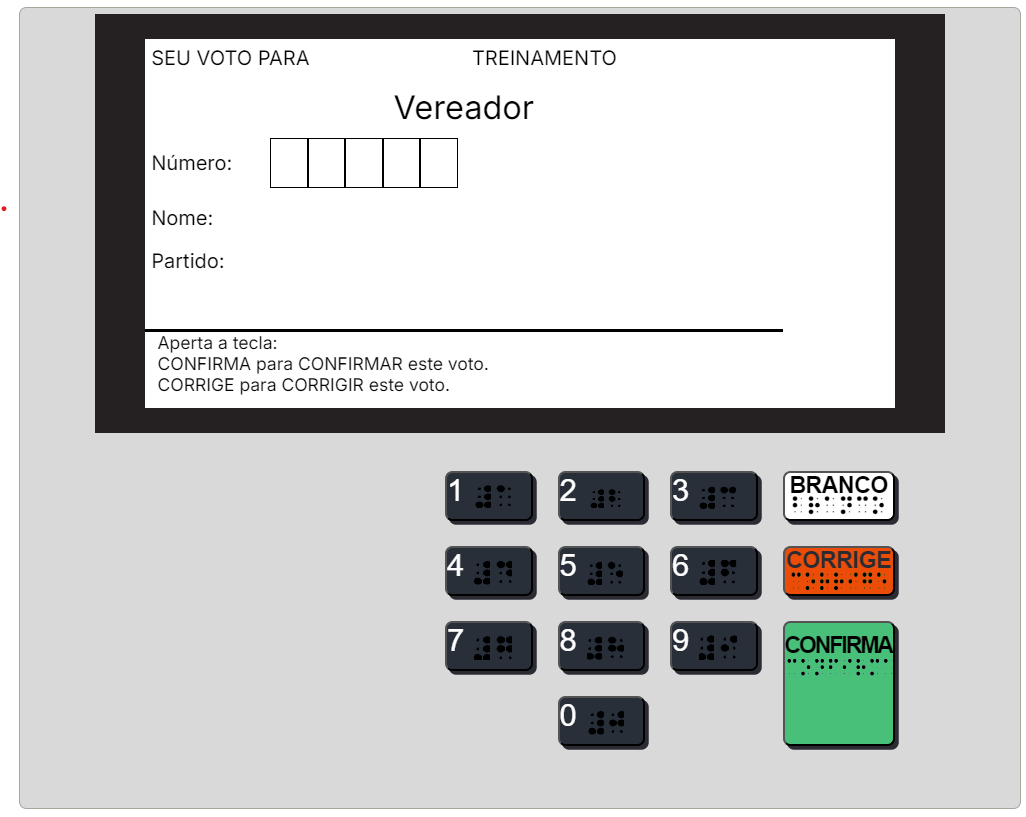 SEU VOTO PARA TREINAMENTO
Vereador
Número:
Nome:
Partido:
Aperta a tecla:
CONFIRMA para CONFIRMAR este voto.
CORRIGE para CORRIGIR este voto.
1 2 3 BRANCO
4 5 6 CORRIGE
7 8 9 CONFIRMA
0